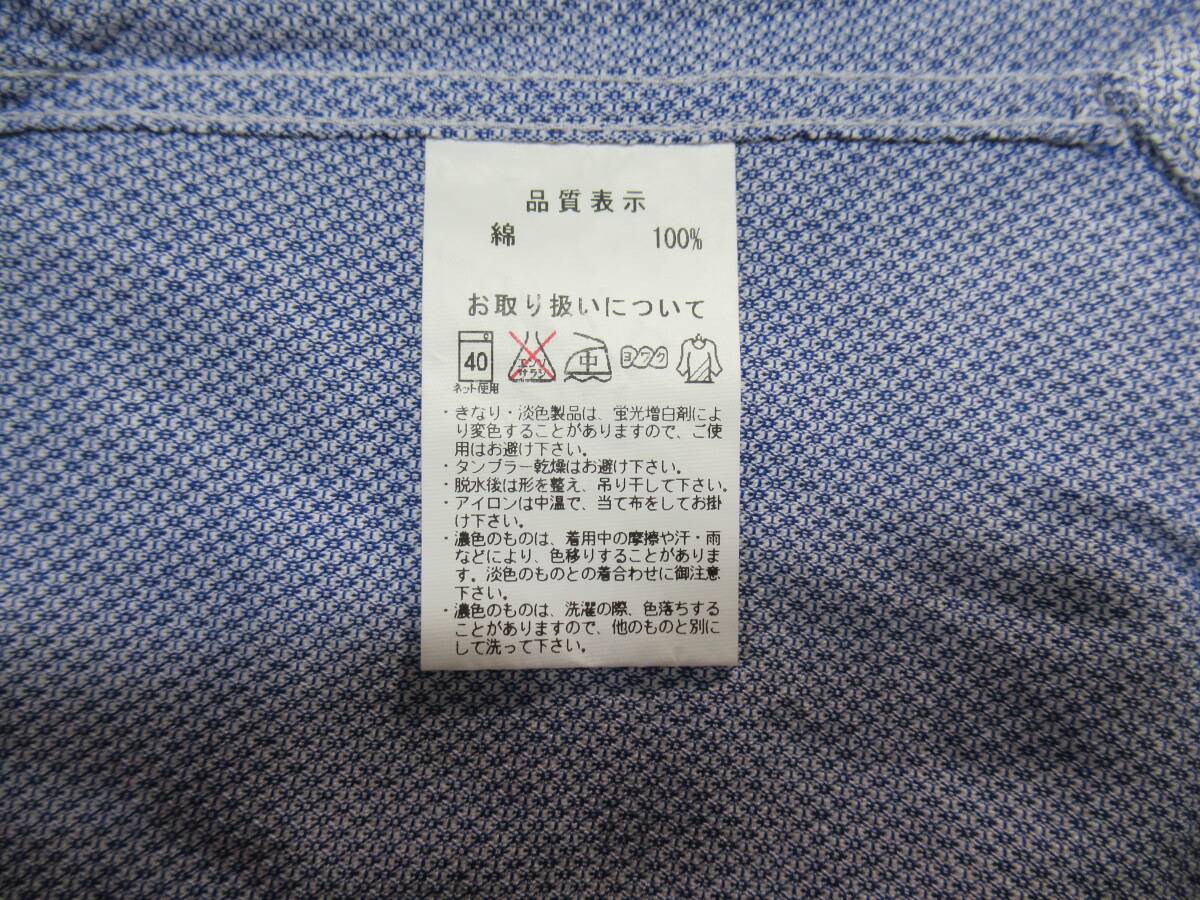 品質表示
綿 100%
お取り扱いについて
40 エンソ サラシ 中 ヨワク
ネット使用
・きなり・淡色製品は、蛍光増白剤によ
り変色することがありますので、ご使
用はお避け下さい。
・タンブラー乾燥はお避け下さい。
・脱水後は形を整え、吊り干して下さい。
・アイロンは中温で、当て布をしてお掛
け下さい。
・濃色のものは、着用中の摩擦や汗・雨
などにより、色移りすることがありま
す。淡色のものとの着合わせに御注意
下さい。
・濃色のものは、洗濯の際、色落ちする
ことがありますので、他のものと別に
して洗って下さい。